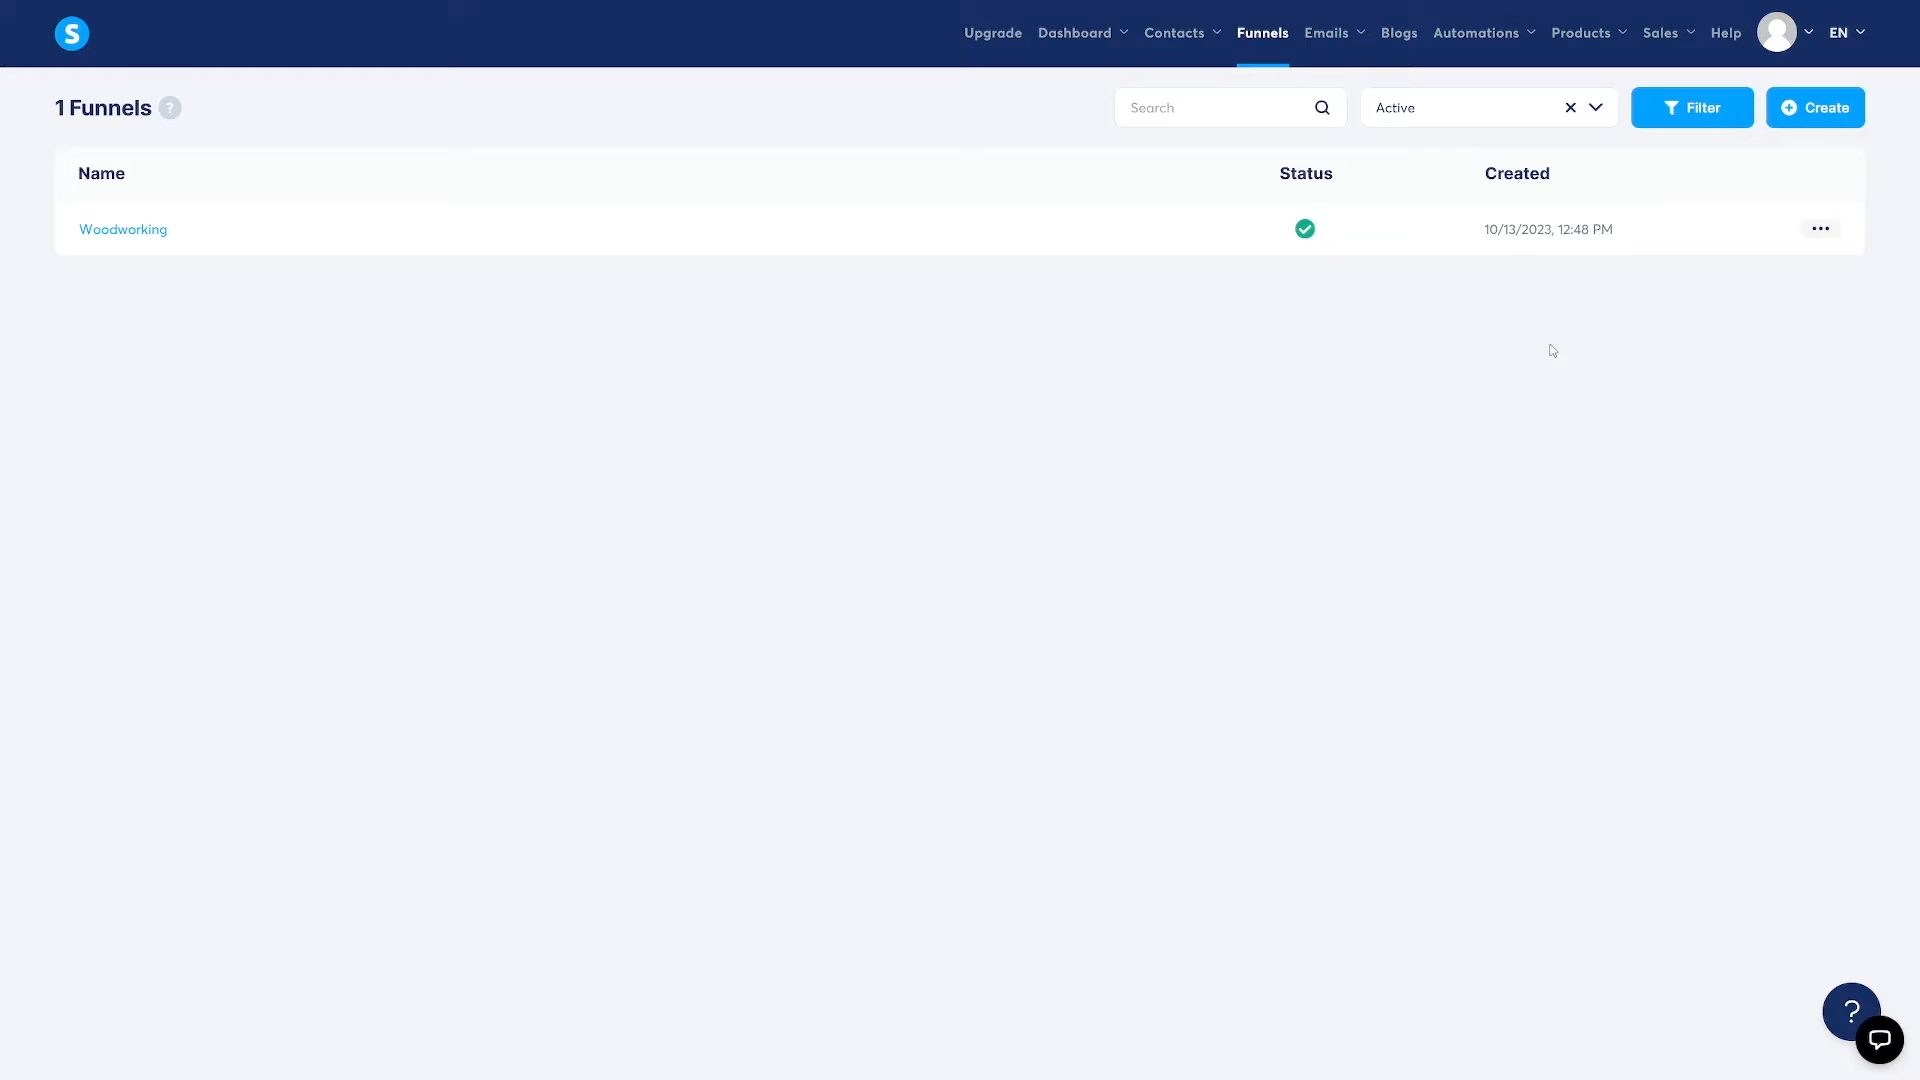 S
Upgrade Dashboard Contacts Funnels Emails Blogs Automations Products Sales Help EN
1 Funnels ?
Search
Active
Filter
Create
Name Status Created
Woodworking 10/13/2023, 12:48 PM
?